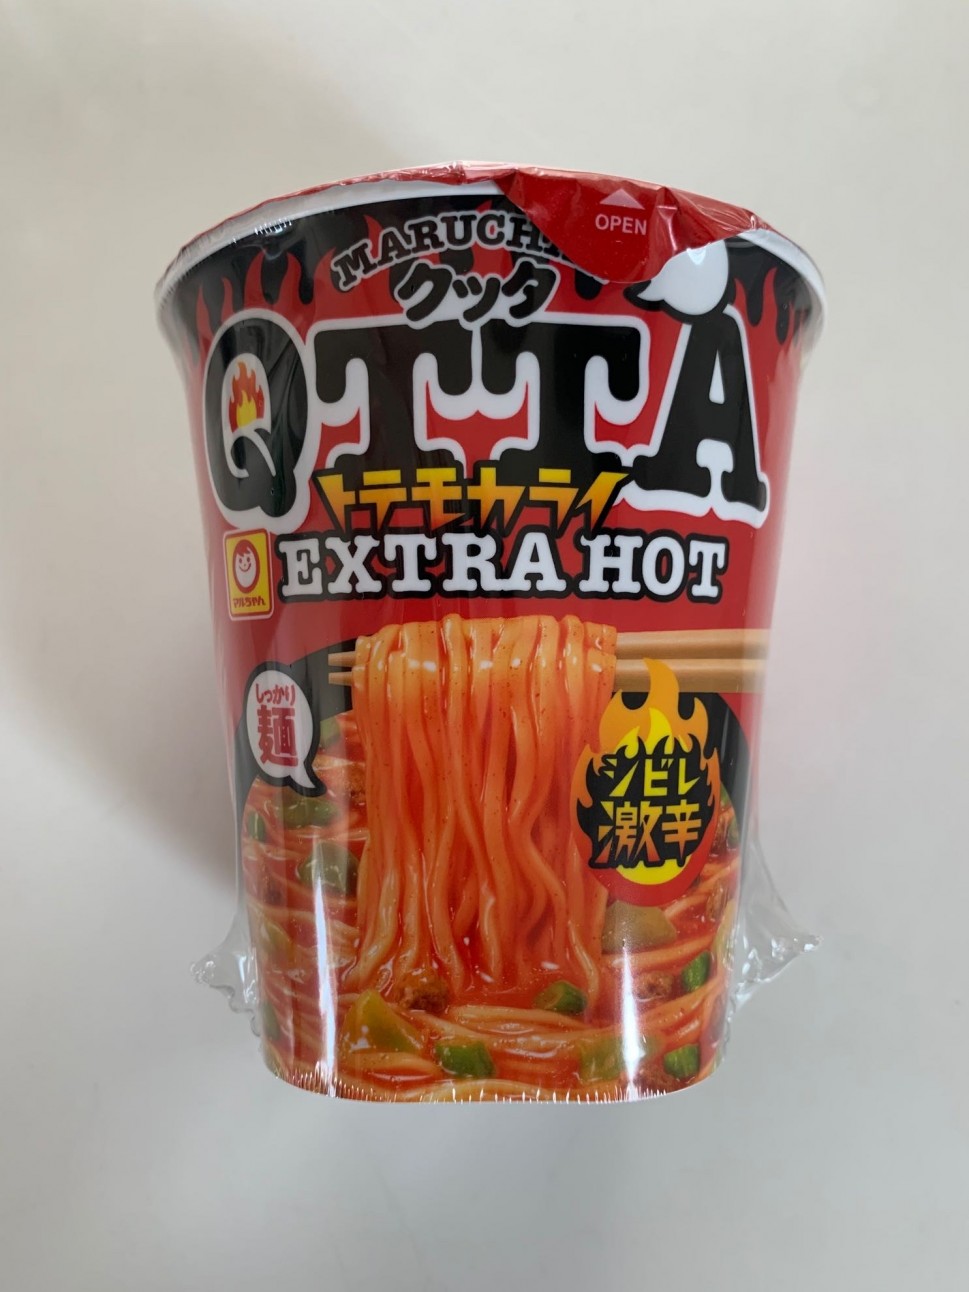 OPEN
MARUCHA
クッタ
QTTA
トテモカライ
EXTRA HOT
マルちゃん
しっかり
麺
シビレ
激辛